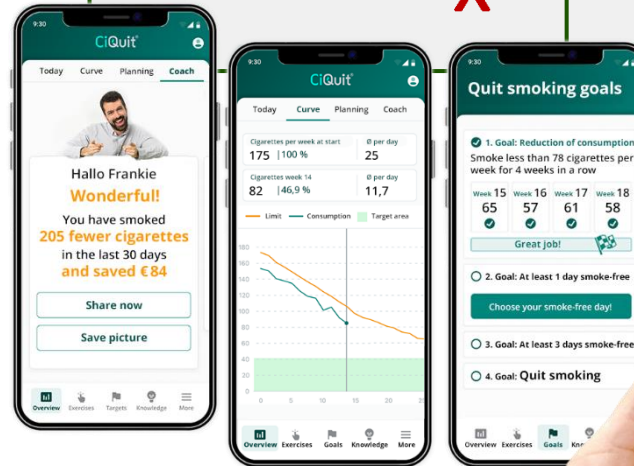 X
9:30
CiQuit
Today Curve Planning Coach
Hallo Frankie
Wonderful!
You have smoked
205 fewer cigarettes
in the last 30 days
and saved €84
Share now
Save picture
Overview Exercises Targets Knowledge More
9:30
CiQuit
Today Curve Planning Coach
Cigarettes per week at start Ø per day
175 | 100 % 25
Cigarettes week 14 Ø per day
82 | 46,9 % 11,7
Limit Consumption Target area
180
160
140
120
100
80
60
40
20
0
0 5 10 15 20
Overview Exercises Goals Knowledge More
9:30
Quit smoking goals
1. Goal: Reduction of consumption
Smoke less than 78 cigarettes per
week for 4 weeks in a row
Week 15 Week 16 Week 17 Week 18
65 57 61 58
Great job!
2. Goal: At least 1 day smoke-free
Choose your smoke-free day!
3. Goal: At least 3 days smoke-free
4. Goal: Quit smoking
Overview Exercises Goals